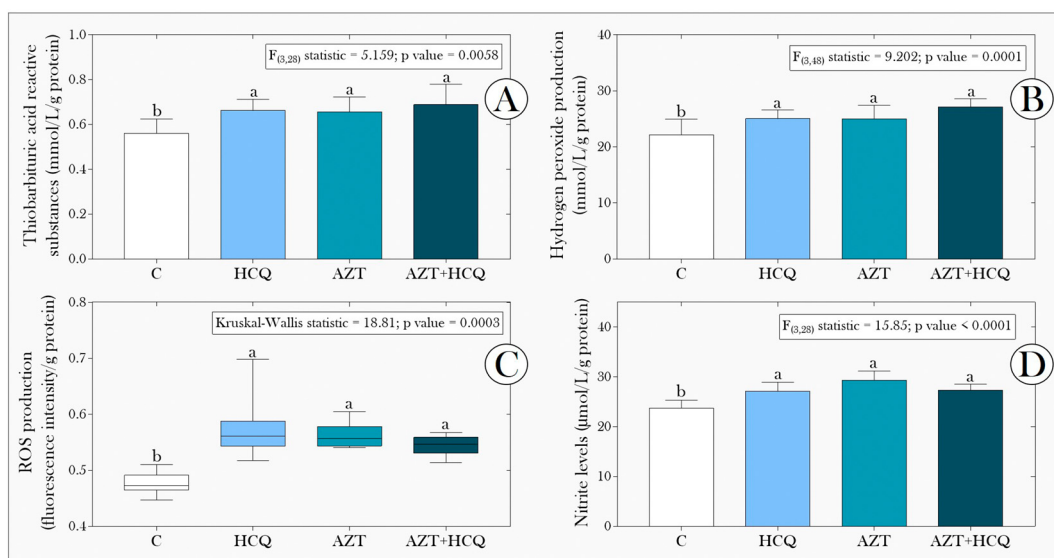 Thiobarbituric acid reactive
substances (mmol/L/g protein)
1.0
0.8
0.6
0.4
0.2
0.0
F(3,28) statistic = 5.159; p value = 0.0058
A
b
a
a
a
C
HCQ
AZT
AZT+HCQ
Hydrogen peroxide production
(mmol/L/g protein)
40
30
20
10
0
F(3,48) statistic = 9.202; p value = 0.0001
B
b
a
a
a
C
HCQ
AZT
AZT+HCQ
ROS production
(fluorescence intensity/g protein)
0.8
0.7
0.6
0.5
0.4
Kruskal-Wallis statistic = 18.81; p value = 0.0003
C
b
a
a
a
C
HCQ
AZT
AZT+HCQ
Nitrite levels (µmol/L/g protein)
40
30
20
10
0
F(3,28) statistic = 15.85; p value < 0.0001
D
b
a
a
a
C
HCQ
AZT
AZT+HCQ